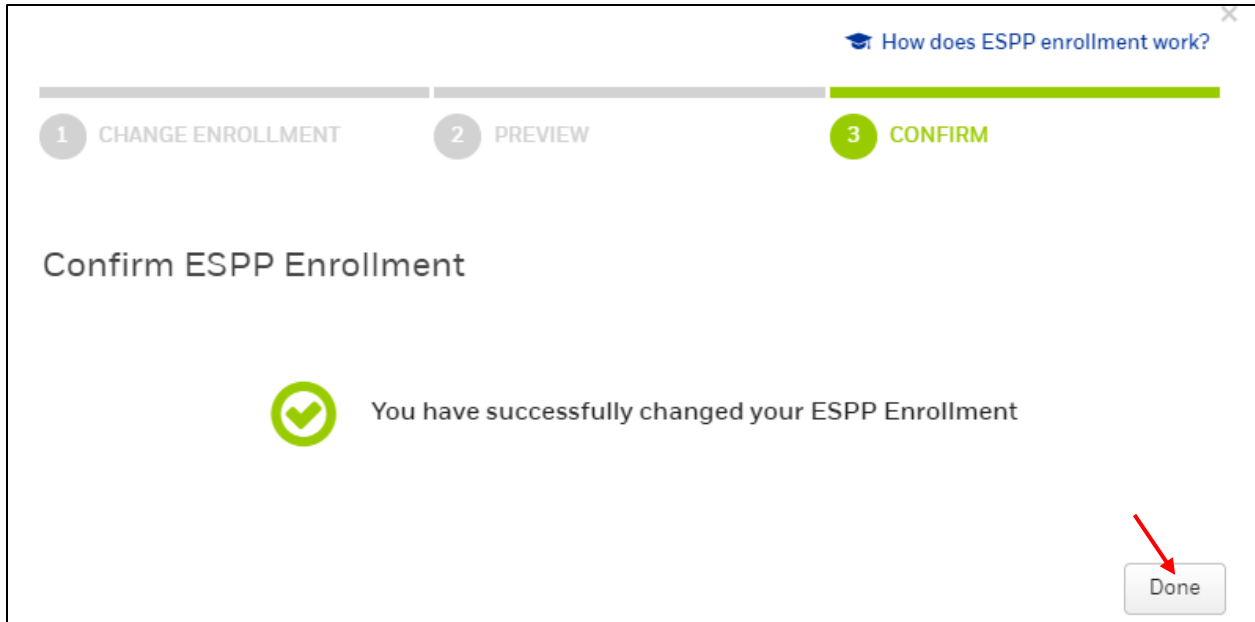 How does ESPP enrollment work?
1 CHANGE ENROLLMENT 2 PREVIEW 3 CONFIRM
Confirm ESPP Enrollment
You have successfully changed your ESPP Enrollment
Done